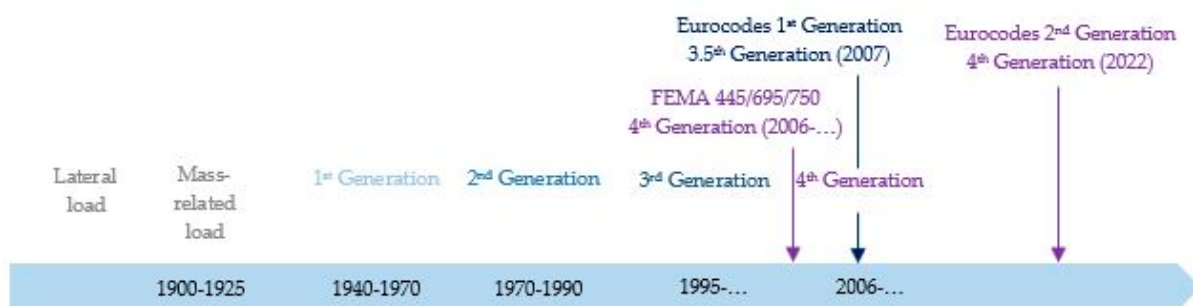 Eurocodes 1st Generation
3.5th Generation (2007)
Eurocodes 2nd Generation
4th Generation (2022)
FEMA 445/695/750
4th Generation (2006-…)
Lateral
load
Mass-
related
load
1st Generation
2nd Generation
3rd Generation
4th Generation
1900-1925
1940-1970
1970-1990
1995-…
2006-…